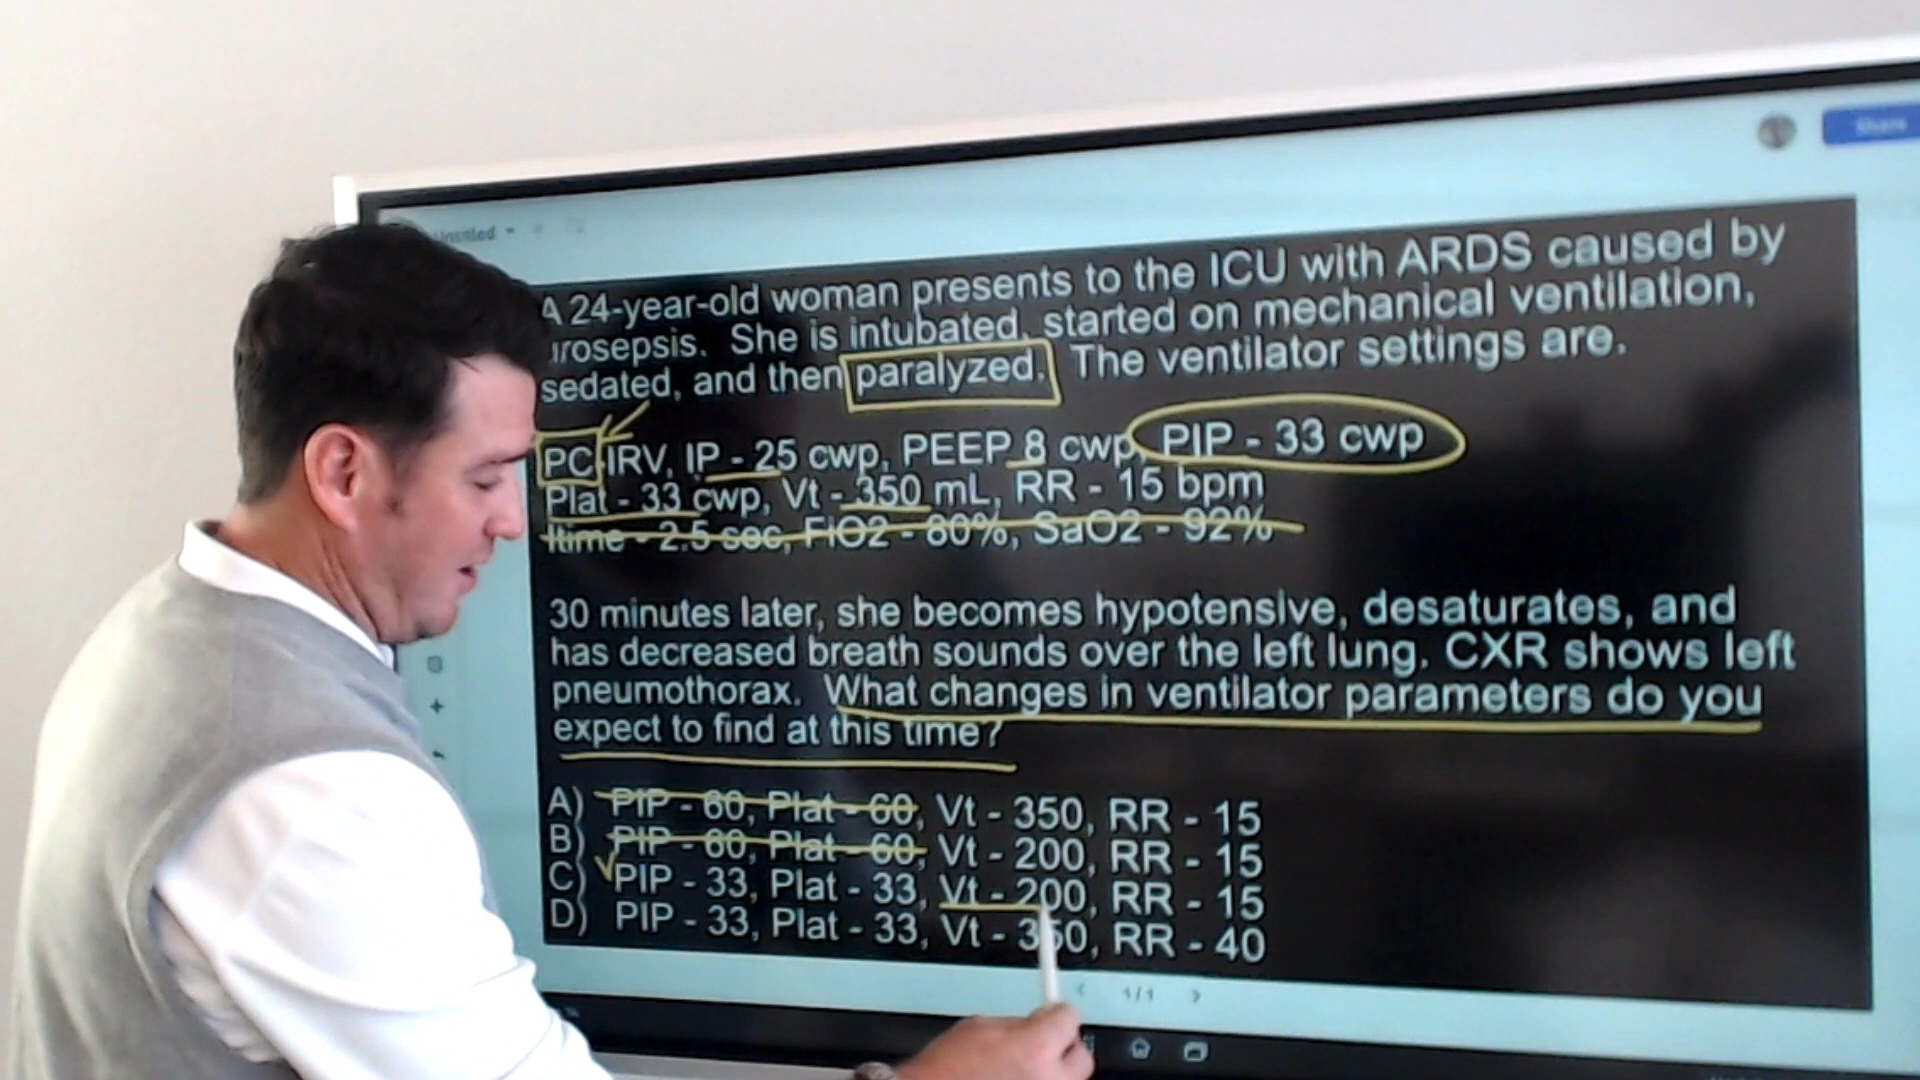 Untitled
Share
A 24-year-old woman presents to the ICU with ARDS caused by
urosepsis. She is intubated, started on mechanical ventilation,
sedated, and then paralyzed. The ventilator settings are.
PC IRV, IP - 25 cwp, PEEP 8 cwp, PIP - 33 cwp
Plat - 33 cwp, Vt - 350 mL, RR - 15 bpm
Itime - 2.5 sec, FiO2 - 80%, SaO2 - 92%
30 minutes later, she becomes hypotensive, desaturates, and
has decreased breath sounds over the left lung. CXR shows left
pneumothorax. What changes in ventilator parameters do you
expect to find at this time?
A) PIP - 60, Plat - 60, Vt - 350, RR - 15
B) PIP - 60, Plat - 60, Vt - 200, RR - 15
C) PIP - 33, Plat - 33, Vt - 200, RR - 15
D) PIP - 33, Plat - 33, Vt - 350, RR - 40
1/1